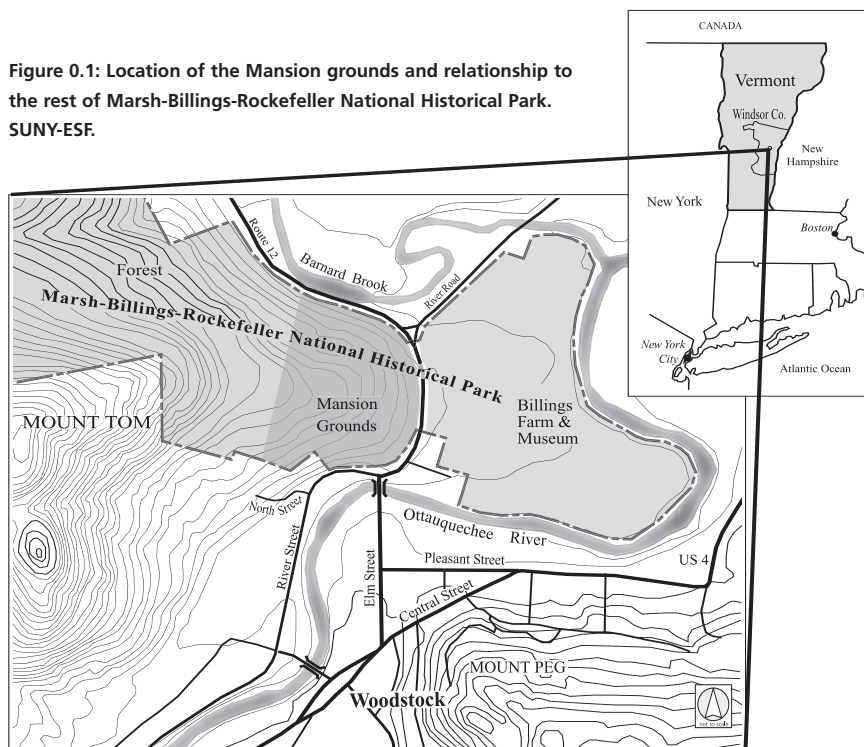 Figure 0.1: Location of the Mansion grounds and relationship to
the rest of Marsh-Billings-Rockefeller National Historical Park.
SUNY-ESF.
CANADA
Vermont
Windsor Co.
New
Hampshire
New York
Boston
New York
City
Atlantic Ocean
Route 12
Barnard Brook
River Road
Forest
Marsh-Billings-Rockefeller National Historical Park
MOUNT TOM
Mansion
Grounds
Billings
Farm &
Museum
North Street
River Street
Elm Street
Ottauquechee River
Pleasant Street
US 4
Central Street
MOUNT PEG
Woodstock
not to scale